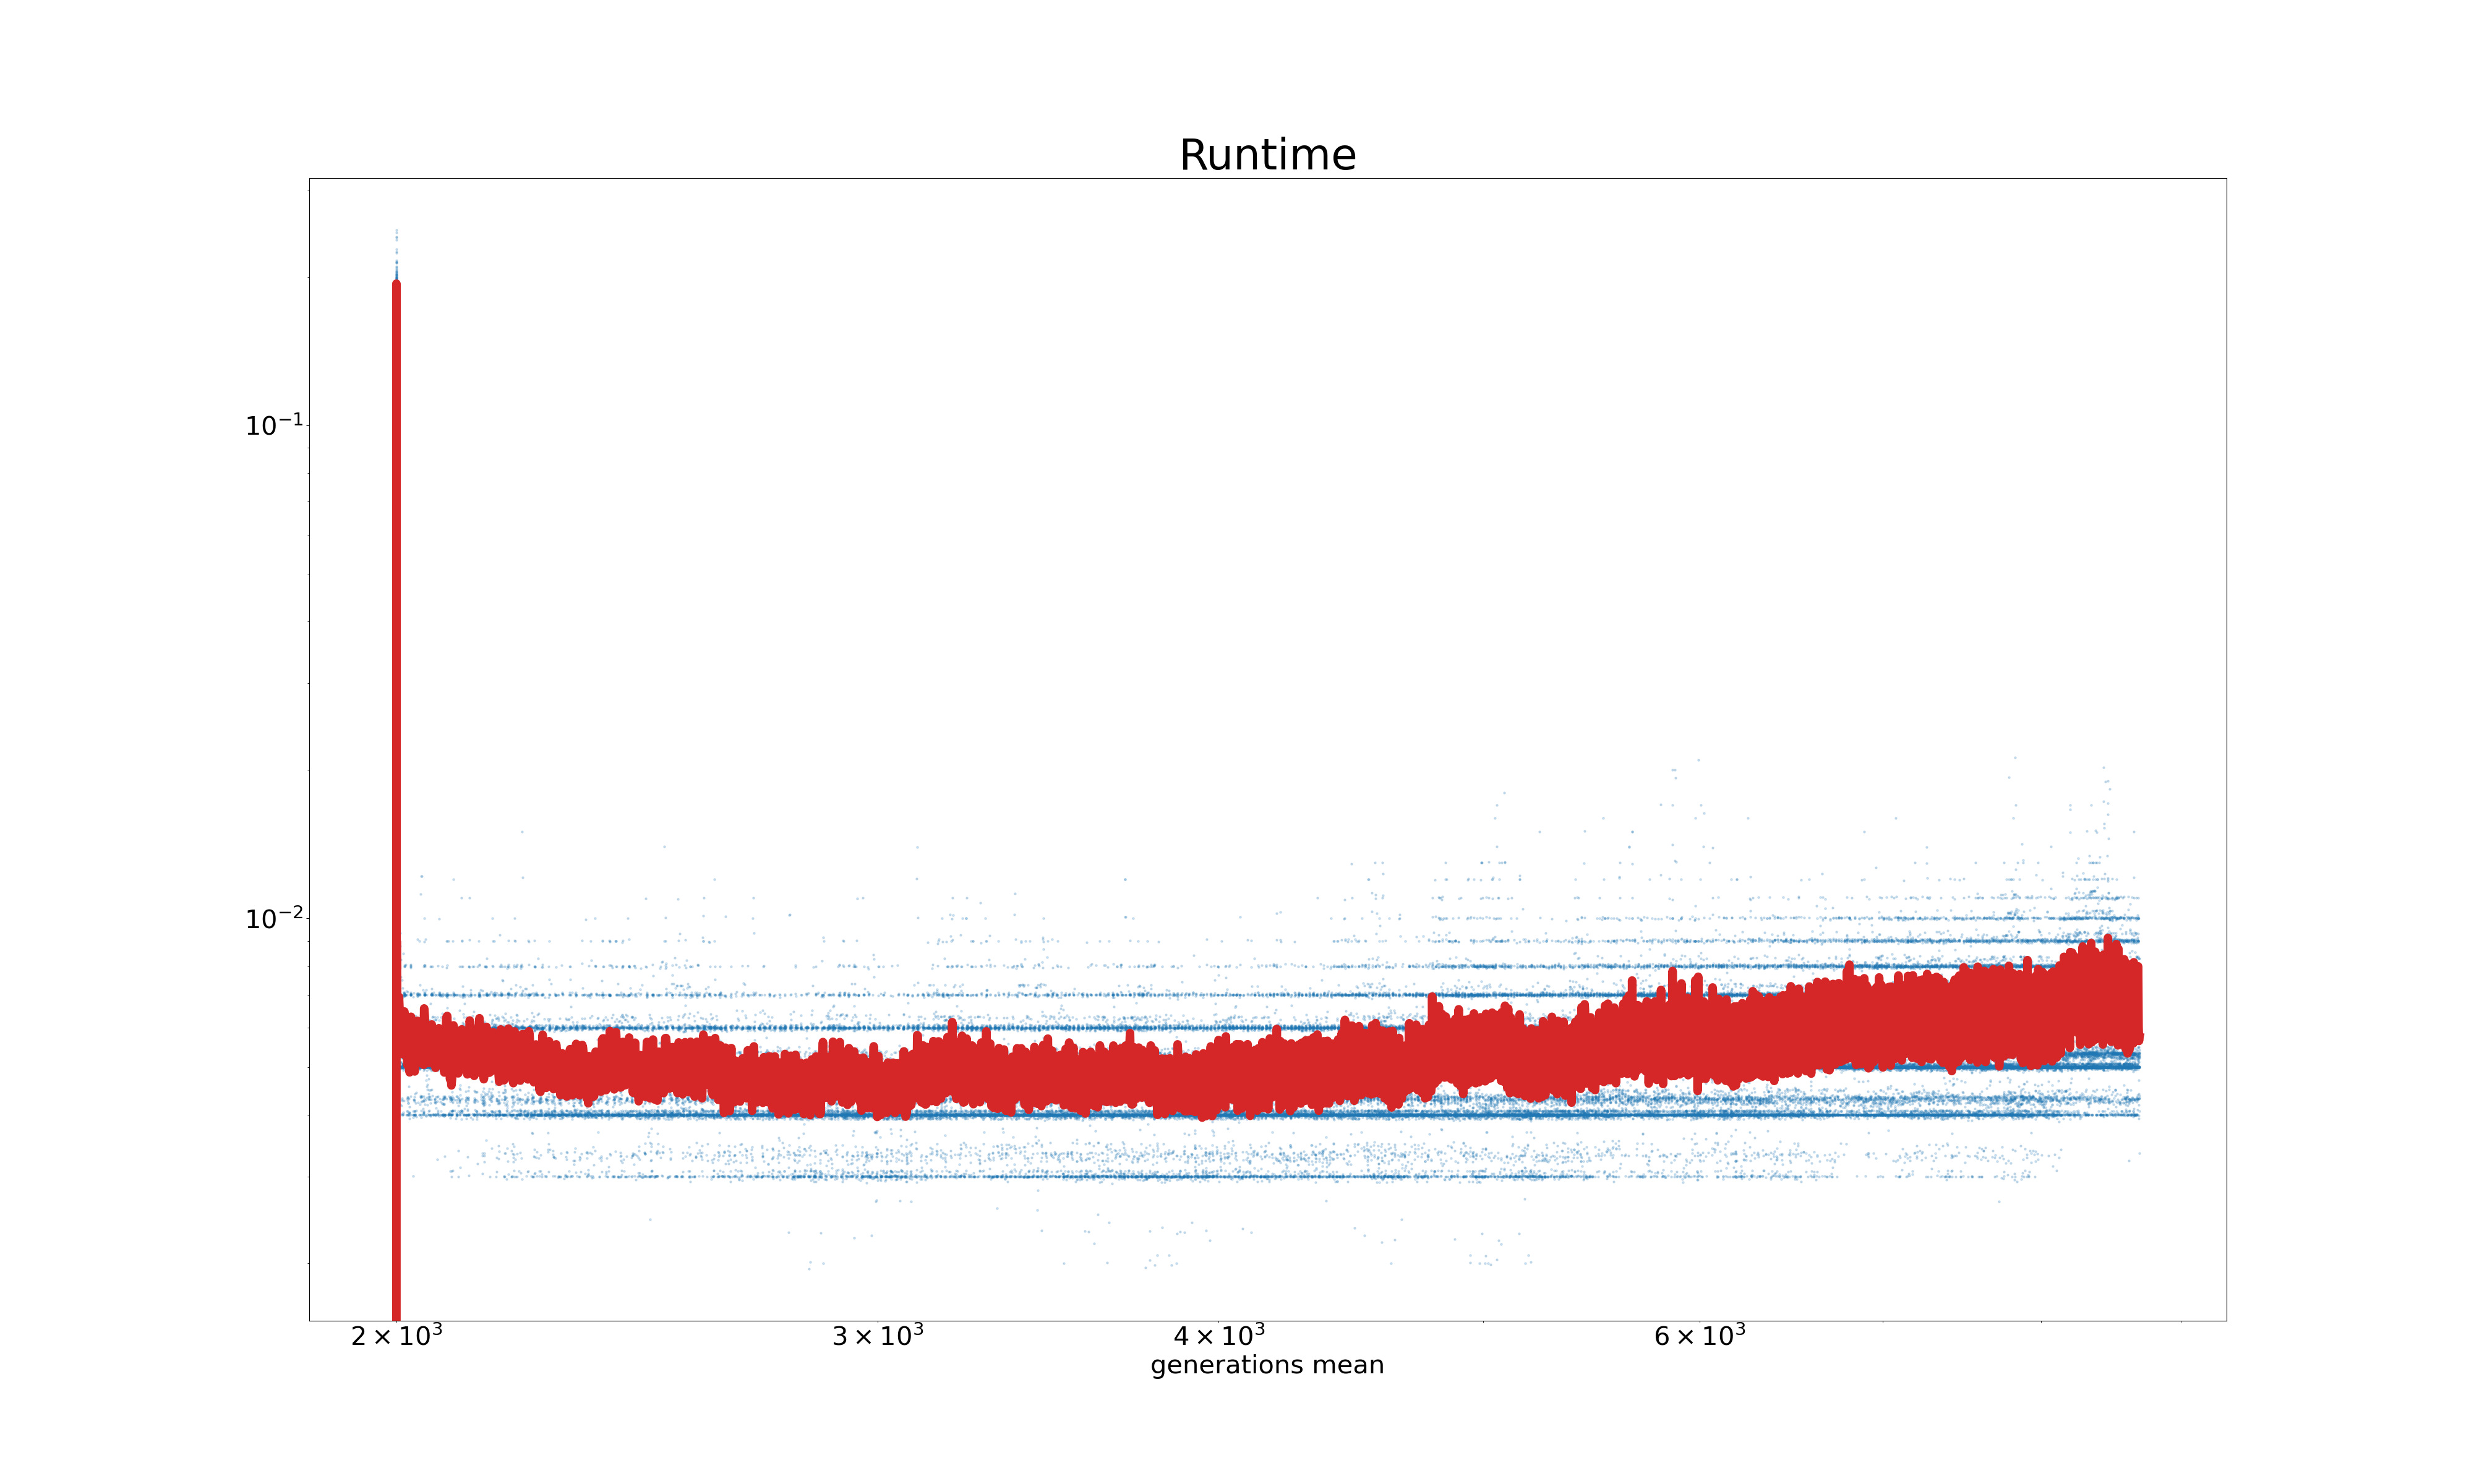 Runtime
10⁻¹
10⁻²
2 × 10³ 3 × 10³ 4 × 10³ 6 × 10³
generations mean